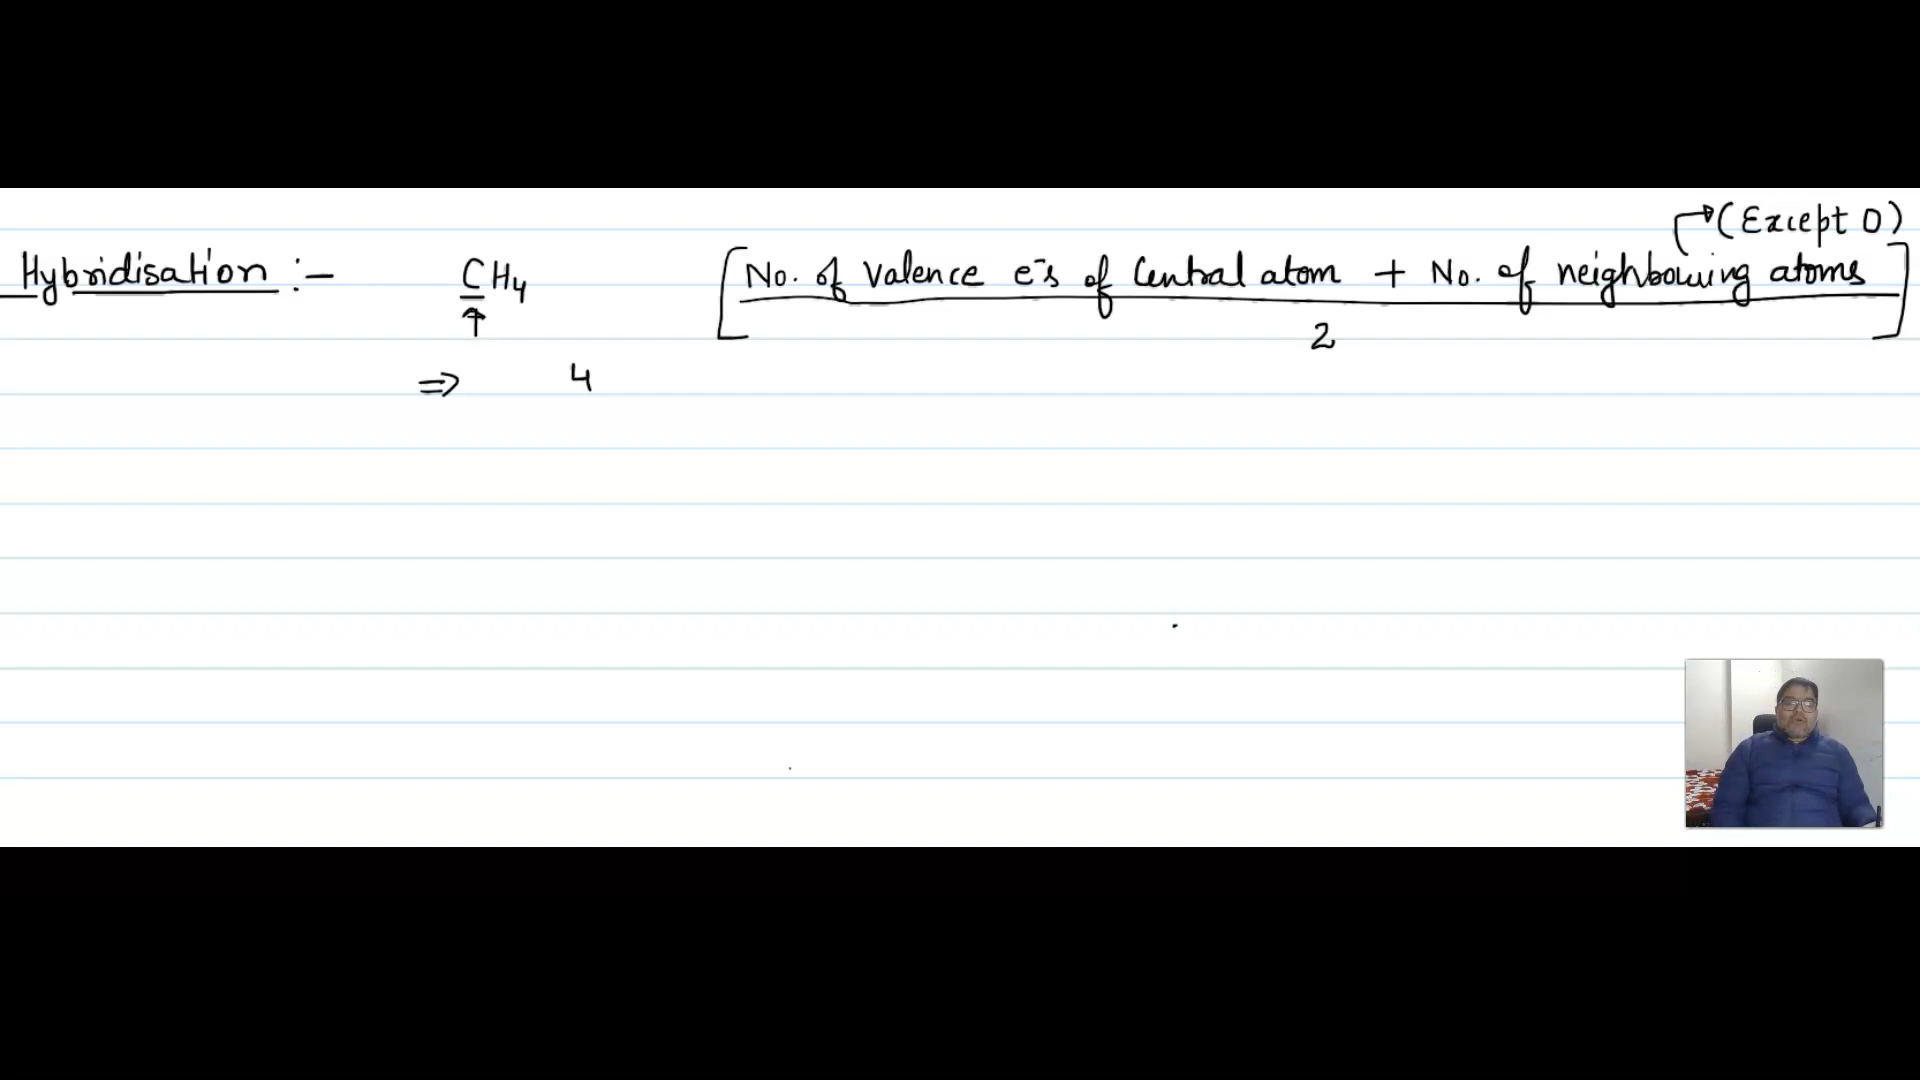 (Except O)
Hybridisation :- CH4 [No. of Valence e-s of Central atom + No. of neighbouring atoms]
2
=> 4